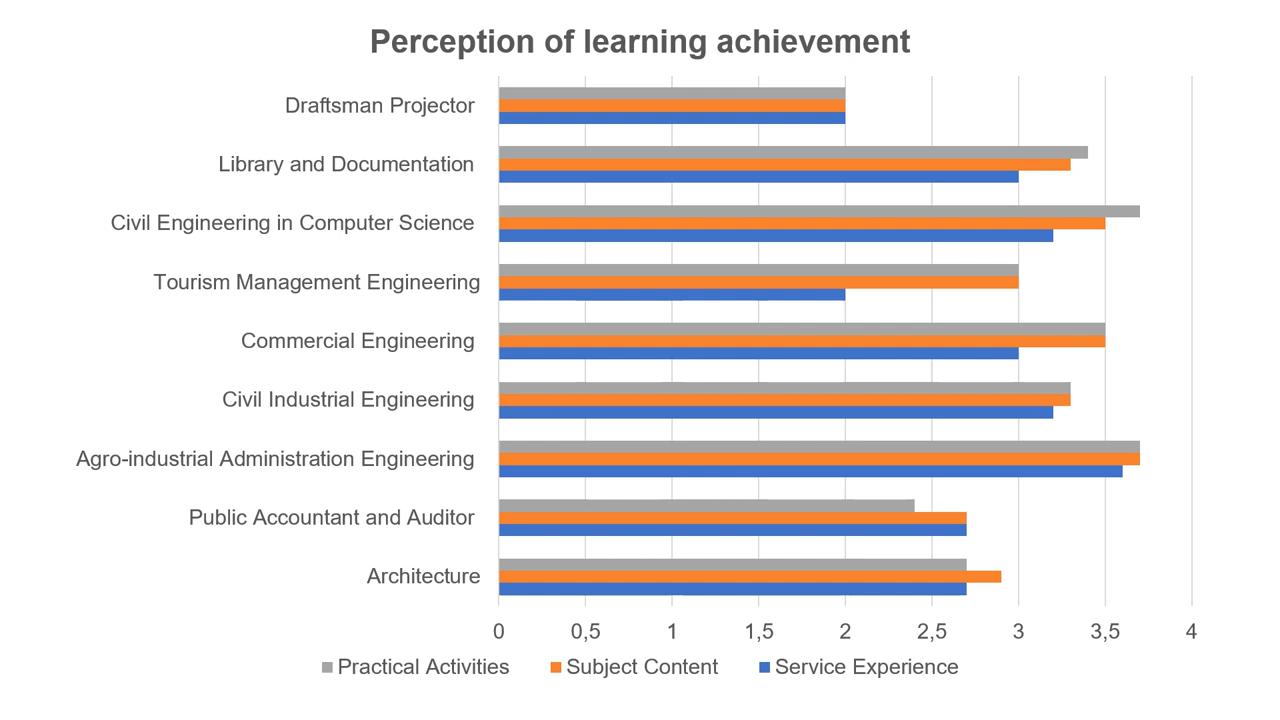 Perception of learning achievement
Draftsman Projector
Library and Documentation
Civil Engineering in Computer Science
Tourism Management Engineering
Commercial Engineering
Civil Industrial Engineering
Agro-industrial Administration Engineering
Public Accountant and Auditor
Architecture
0 0,5 1 1,5 2 2,5 3 3,5 4
Practical Activities Subject Content Service Experience